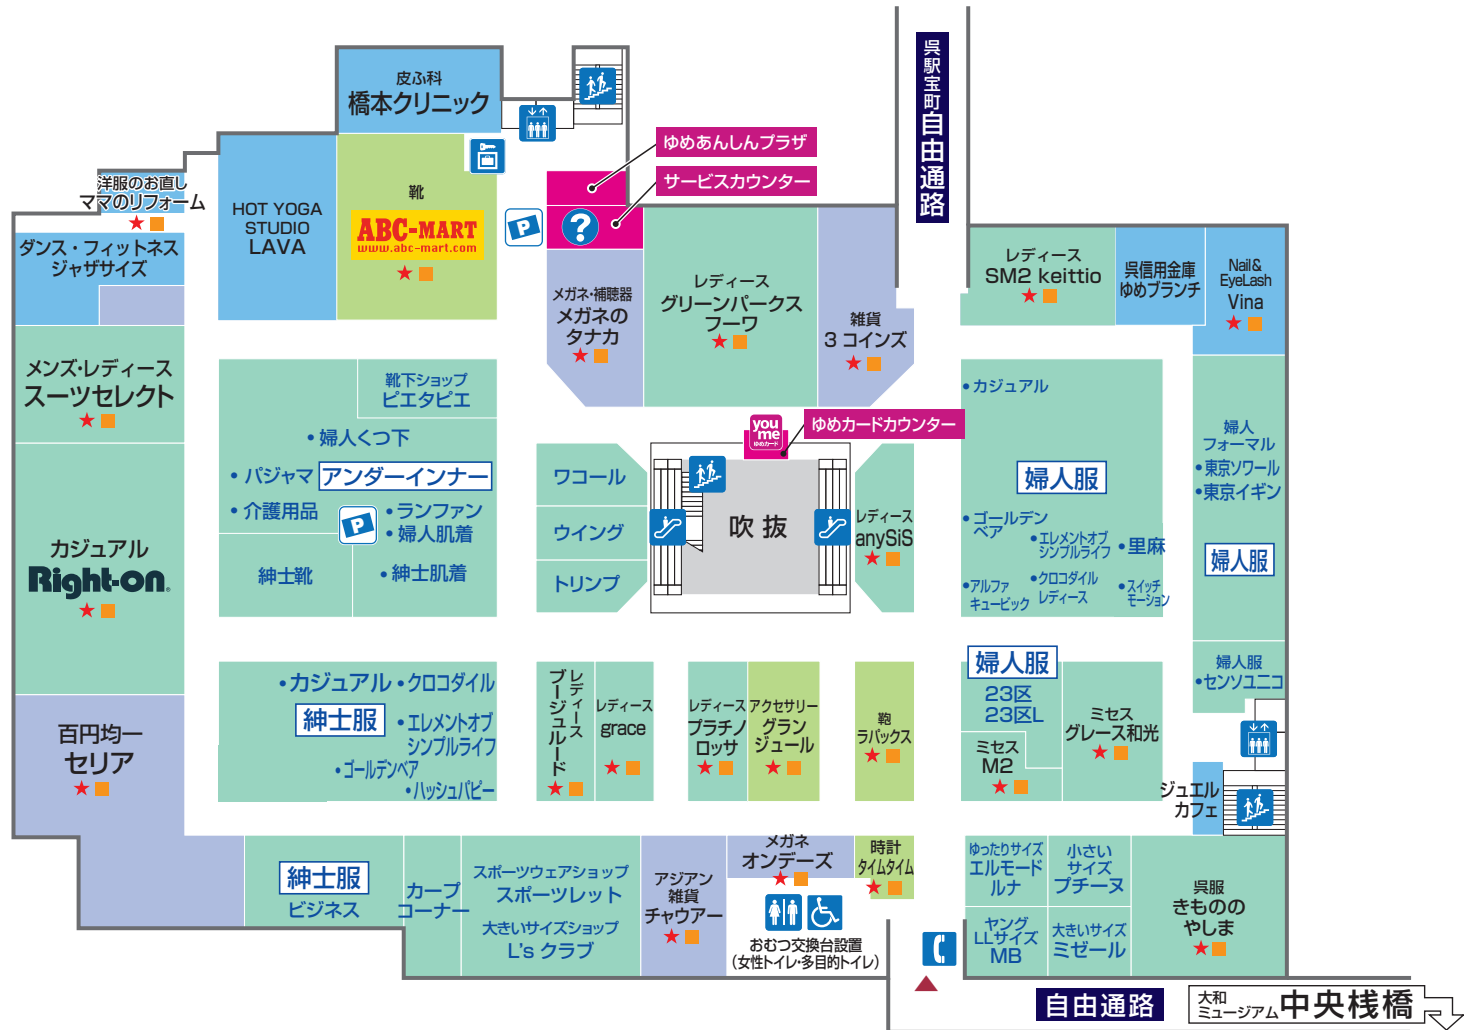 呉駅宝町
自由通路
皮ふ科
橋本クリニック
ゆめあんしんプラザ
サービスカウンター
洋服のお直し
ママのリフォーム
HOT YOGA
STUDIO
LAVA
靴
ABC-MART
www.abc-mart.com
P
?
ダンス・フィットネス
ジャザサイズ
メガネ・補聴器
メガネの
タナカ
レディース
グリーンパークス
フーワ
雑貨
3 コインズ
レディース
SM2 keittio
呉信用金庫
ゆめブランチ
Nail&
EyeLash
Vina
メンズ・レディース
スーツセレクト
靴下ショップ
ピエタピエ
•婦人くつ下
•パジャマ
アンダーインナー
•介護用品
P
•ランファン
•婦人肌着
紳士靴
•紳士肌着
ワコール
ウイング
トリンプ
you
me
ゆめカード
ゆめカードカウンター
吹抜
レディース
anySiS
•カジュアル
婦人服
•ゴールデン
ベア
•エレメントオブ
シンプルライフ
•里麻
•アルファ
キュービック
•クロコダイル
レディース
•スイッチ
モーション
婦人
フォーマル
•東京ソワール
•東京イギン
婦人服
婦人服
•センソユニコ
カジュアル
Right-on.
百円均一
セリア
•カジュアル
•クロコダイル
紳士服
•エレメントオブ
シンプルライフ
•ゴールデンベア
•ハッシュパピー
レディース
ブージュルード
レディース
grace
レディース
プラチノ
ロッサ
アクセサリー
グラン
ジュール
鞄
ラパックス
婦人服
23区
23区L
ミセス
M2
ミセス
グレース和光
ジュエル
カフェ
紳士服
ビジネス
カープ
コーナー
スポーツウェアショップ
スポーツレット
大きいサイズショップ
L's クラブ
アジアン
雑貨
チャウアー
メガネ
オンデーズ
時計
タイムタイム
おむつ交換台設置
(女性トイレ・多目的トイレ)
ゆったりサイズ
エルモード
ルナ
小さい
サイズ
プチーヌ
ヤング
LLサイズ
MB
大きいサイズ
ミゼール
呉服
きものの
やしま
自由通路
大和
ミュージアム
中央桟橋